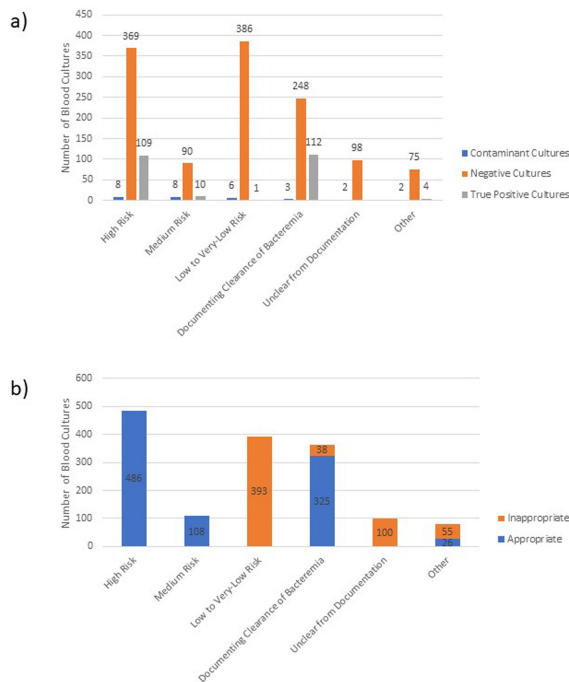 a)
Number of Blood Cultures
450
400
350
300
250
200
150
100
50
0
8
369
109
8
90
10
6
386
1
3
248
112
2
98
2
75
4
High Risk
Medium Risk
Low to Very-Low Risk
Documenting Clearance of Bacteremia
Unclear from Documentation
Other
Contaminant Cultures
Negative Cultures
True Positive Cultures
b)
Number of Blood Cultures
600
500
400
300
200
100
0
486
108
393
38
325
100
55
26
High Risk
Medium Risk
Low to Very-Low Risk
Documenting Clearance of Bacteremia
Unclear from Documentation
Other
Inappropriate
Appropriate